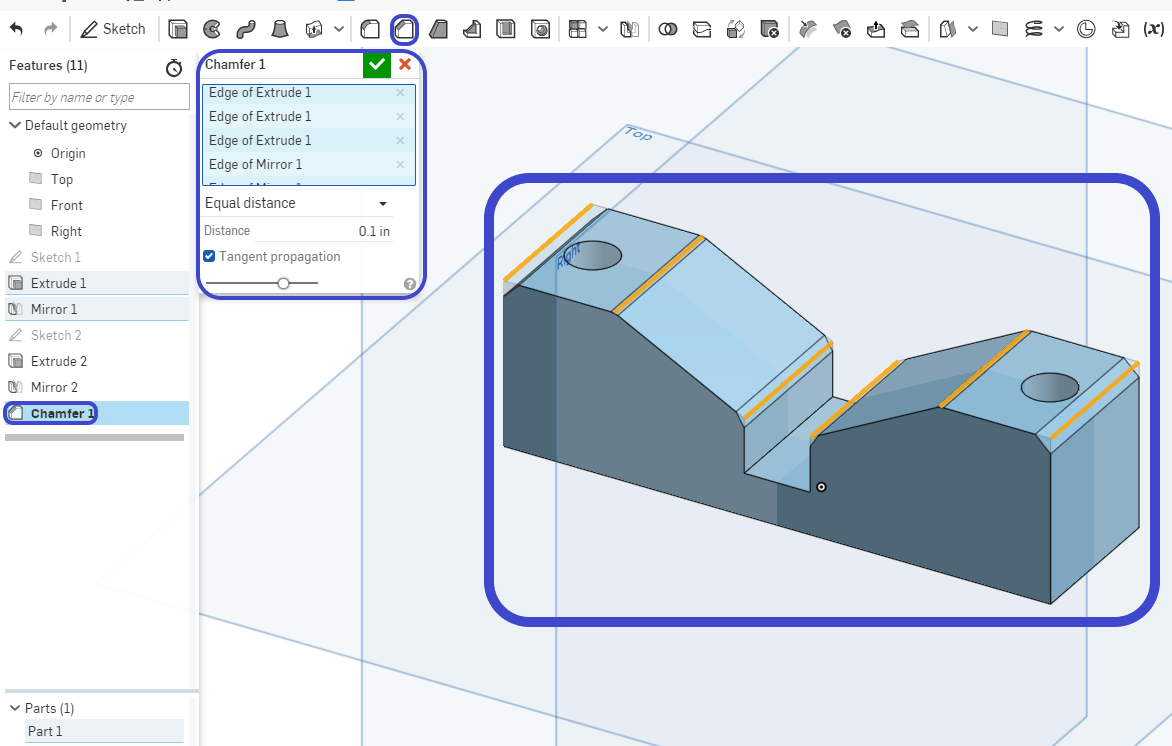 Sketch
(x)
Chamfer 1
Features (11)
Filter by name or type
Edge of Extrude 1
Edge of Extrude 1
Edge of Extrude 1
Edge of Mirror 1
Equal distance
Distance 0.1 in
Tangent propagation
Default geometry
Origin
Top
Front
Right
Sketch 1
Extrude 1
Mirror 1
Sketch 2
Extrude 2
Mirror 2
Chamfer 1
Top
Right
Parts (1)
Part 1